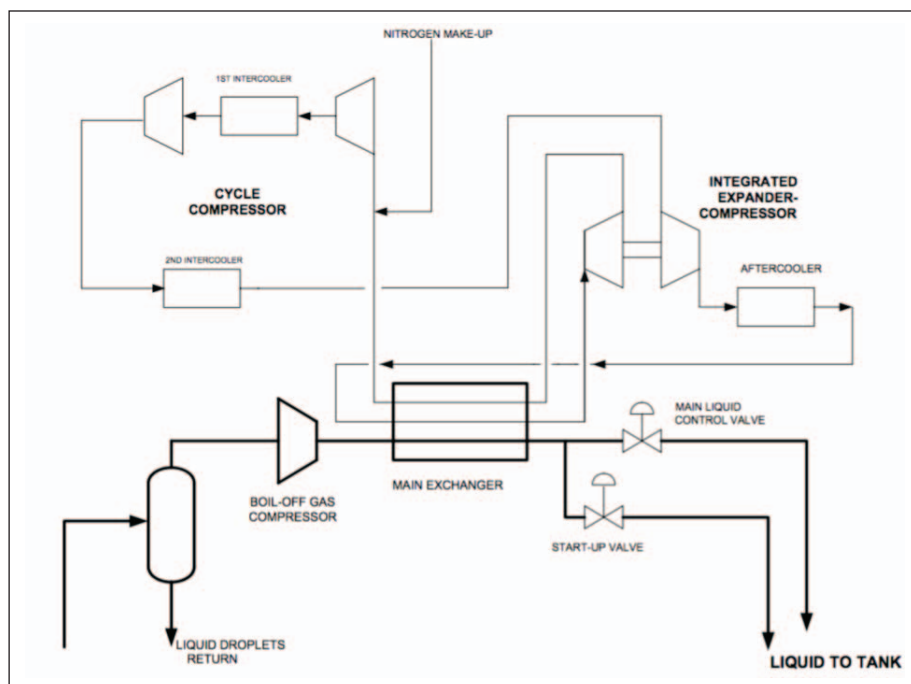 NITROGEN MAKE-UP
1ST INTERCOOLER
CYCLE
COMPRESSOR
INTEGRATED
EXPANDER-
COMPRESSOR
2ND INTERCOOLER
AFTERCOOLER
MAIN LIQUID
CONTROL VALVE
MAIN EXCHANGER
BOIL-OFF GAS
COMPRESSOR
START-UP VALVE
LIQUID DROPLETS
RETURN
LIQUID TO TANK